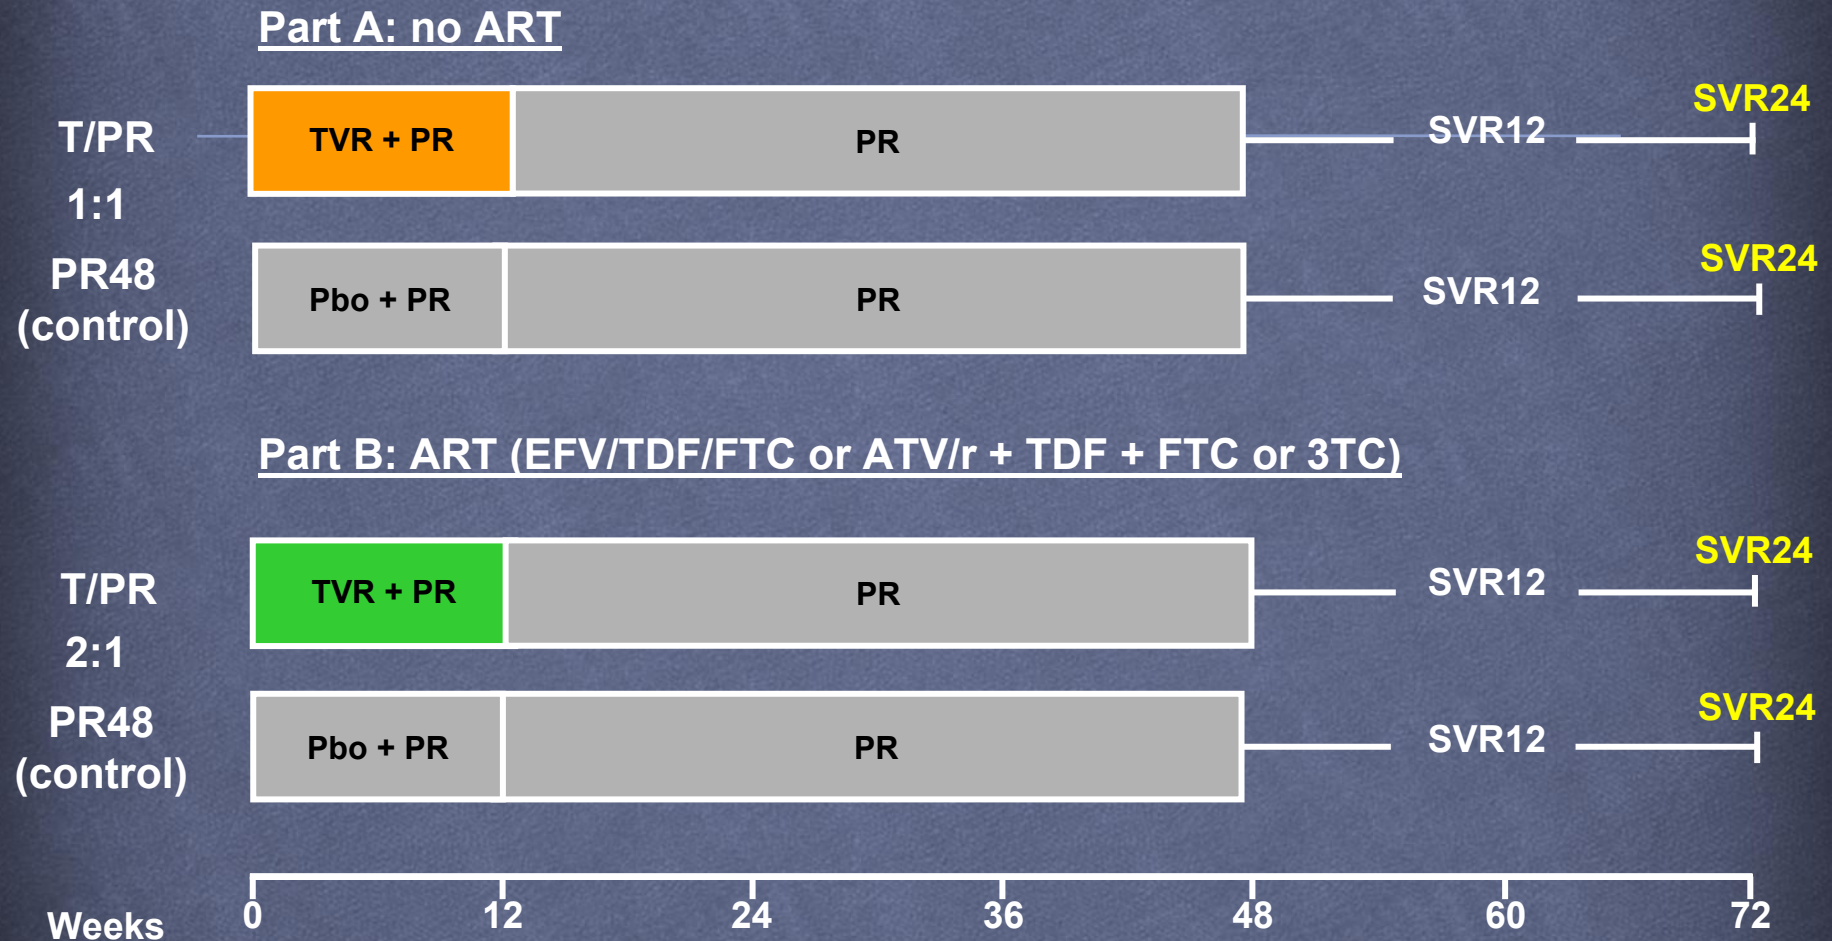 Part A: no ART
SVR24
T/PR
TVR + PR
PR
SVR12
1:1
PR48
(control)
Pbo + PR
PR
SVR12
SVR24
Part B: ART (EFV/TDF/FTC or ATV/r + TDF + FTC or 3TC)
SVR24
T/PR
TVR + PR
PR
SVR12
2:1
PR48
(control)
Pbo + PR
PR
SVR12
SVR24
Weeks
0
12
24
36
48
60
72